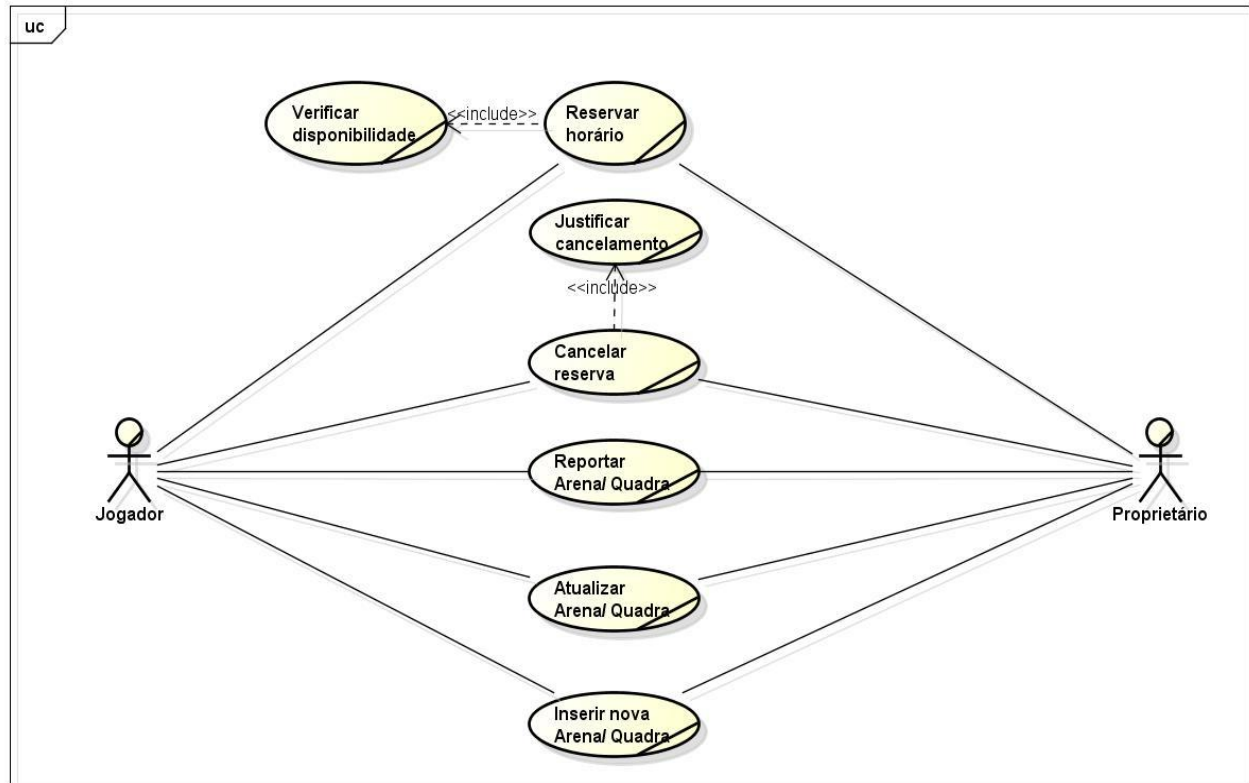 uc
Verificar
disponibilidade
<<include>>
Reservar
horário
Justificar
cancelamento
<<include>>
Cancelar
reserva
Reportar
Arena/ Quadra
Jogador
Proprietário
Atualizar
Arena/ Quadra
Inserir nova
Arena/ Quadra